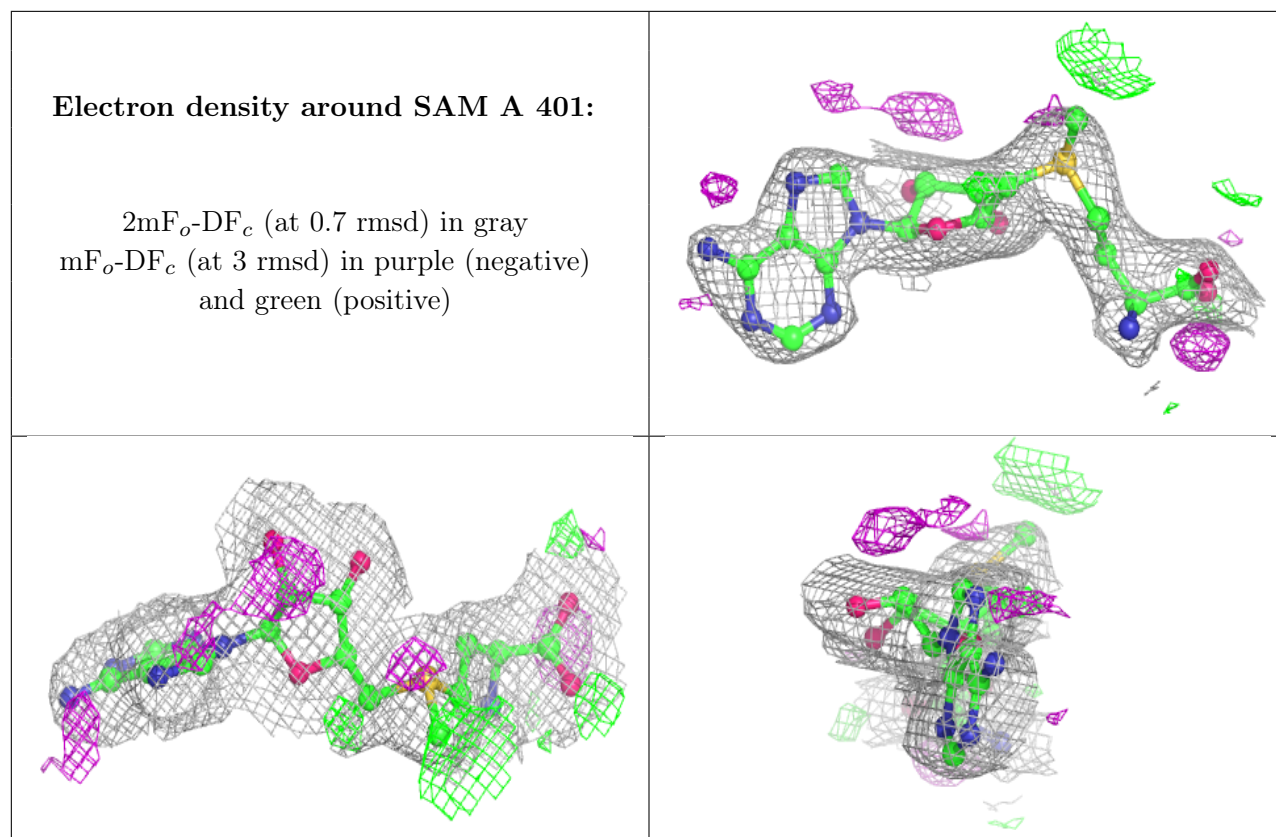 Electron density around SAM A 401:
2mFo-DFc (at 0.7 rmsd) in gray
mFo-DFc (at 3 rmsd) in purple (negative)
and green (positive)